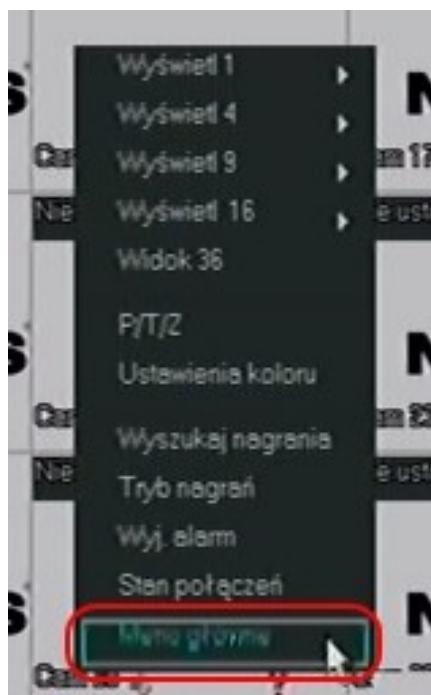 Wyświetl 1
Wyświetl 4
Wyświetl 9
Wyświetl 16
Widok 36
P/T/Z
Ustawienia koloru
Wyszukaj nagrania
Tryb nagrań
Wyj. alarm
Stan połączeń
Menu główne